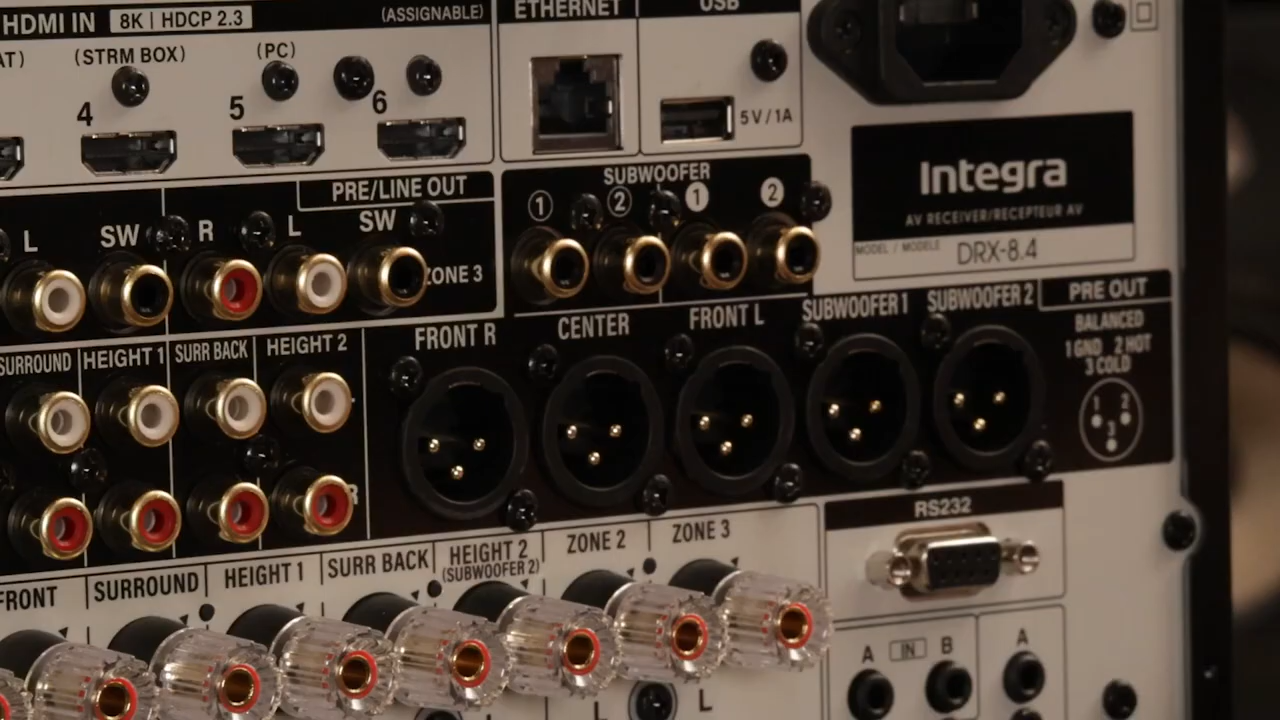 HDMI IN 8K | HDCP 2.3 (ASSIGNABLE)
ETHERNET
USB
(STRM BOX)
(PC)
4
5
6
5V/1A
Integra
AV RECEIVER/RECEPTEUR AV
MODEL / MODÈLE DRX-8.4
PRE/LINE OUT
L SW R L SW
ZONE 3
SUBWOOFER
1 2 1 2
SURROUND HEIGHT 1 SURR BACK HEIGHT 2
R
FRONT R CENTER FRONT L SUBWOOFER 1 SUBWOOFER 2
PRE OUT
BALANCED
1 GND 2 HOT
3 COLD
1 2
3
RS232
FRONT SURROUND HEIGHT 1 SURR BACK HEIGHT 2 ZONE 2 ZONE 3
(SUBWOOFER 2)
A IN B A
L L